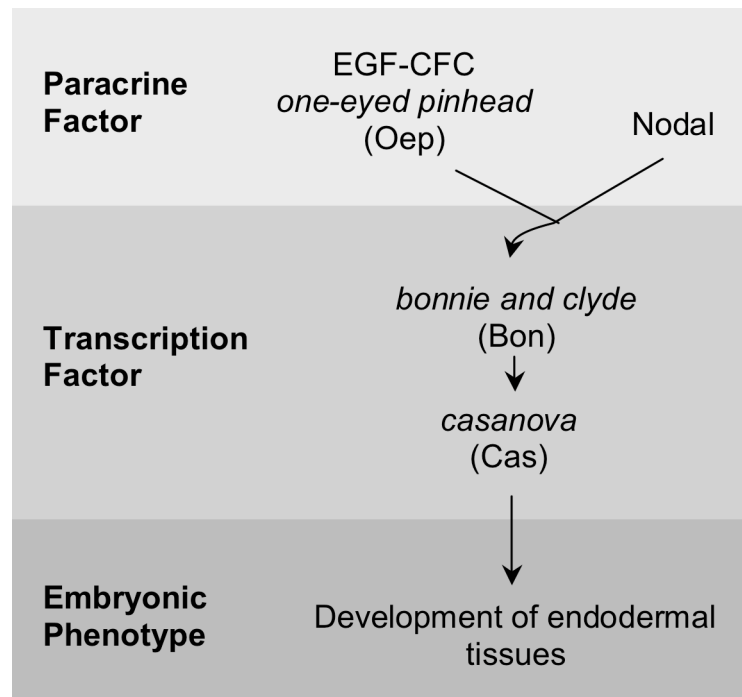 Paracrine
Factor
EGF-CFC
one-eyed pinhead
(Oep)
Nodal
Transcription
Factor
bonnie and clyde
(Bon)
casanova
(Cas)
Embryonic
Phenotype
Development of endodermal
tissues